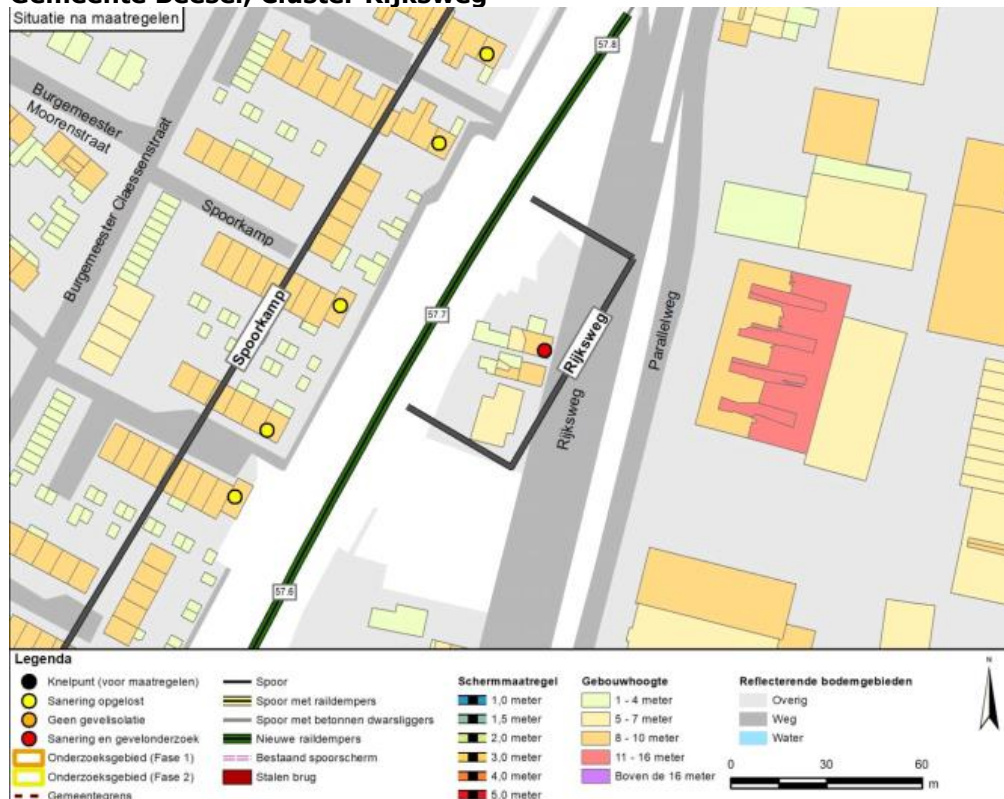 Gemeente Beesel, Cluster Rijksweg
Situatie na maatregelen
57.8
Burgemeester
Moorenstraat
Burgemeester Claessenstraat
Spoorkamp
Spoorkamp
57.7
Rijksweg
Rijksweg
Parallelweg
57.6
Legenda
Knelpunt (voor maatregelen)
Sanering opgelost
Geen gevelisolatie
Sanering en gevelonderzoek
Onderzoeksgebied (Fase 1)
Onderzoeksgebied (Fase 2)
Gemeentegrens
Spoor
Spoor met raildempers
Spoor met betonnen dwarsliggers
Nieuwe raildempers
Bestaand spoorscherm
Stalen brug
Schermmaatregel
1,0 meter
1,5 meter
2,0 meter
3,0 meter
4,0 meter
5,0 meter
Gebouwhoogte
1 - 4 meter
5 - 7 meter
8 - 10 meter
11 - 16 meter
Boven de 16 meter
Reflecterende bodemgebieden
Overig
Weg
Water
N
0 30 60
m